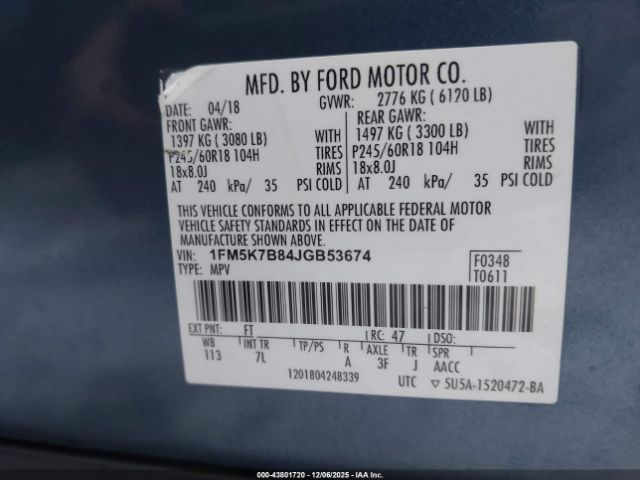 MFD. BY FORD MOTOR CO.
DATE: 04/18 GVWR: 2776 KG ( 6120 LB)
FRONT GAWR: REAR GAWR:
1397 KG ( 3080 LB) WITH 1497 KG ( 3300 LB) WITH
P245/60R18 104H TIRES P245/60R18 104H TIRES
18x8.0J RIMS 18x8.0J RIMS
AT 240 kPa/ 35 PSI COLD AT 240 kPa/ 35 PSI COLD
THIS VEHICLE CONFORMS TO ALL APPLICABLE FEDERAL MOTOR
VEHICLE SAFETY STANDARDS IN EFFECT ON THE DATE OF
MANUFACTURE SHOWN ABOVE.
VIN: 1FM5K7B84JGB53674 F0348
TYPE: MPV T0611
EXT PNT: FT RC: 47 DSO:
WB INT TR TP/PS R AXLE TR SPR
113 7L A 3F J AACC
1201804248339 UTC ▽ 5U5A-1520472-BA
000-43801720 - 12/06/2025 - IAAI.COM